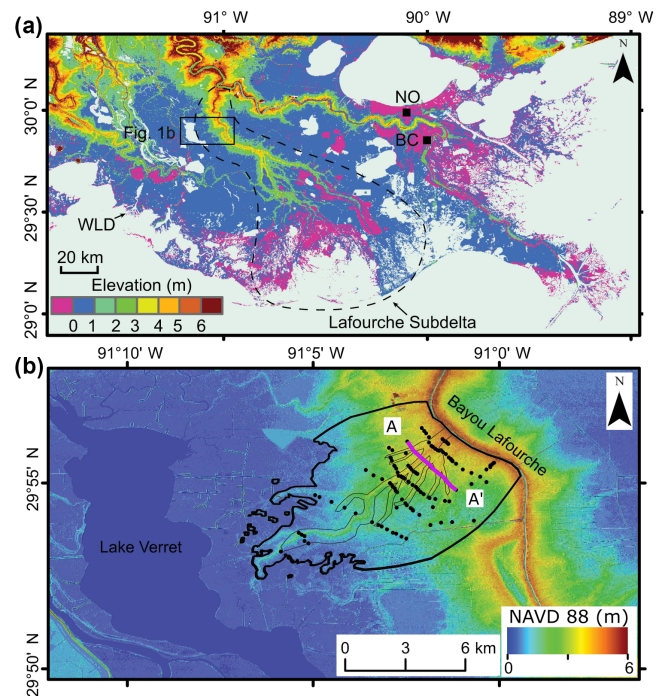 (a)
91° W 90° W 89° W
N
30°0' N
29°30' N
29°0' N
NO
BC
Fig. 1b
WLD
20 km
Elevation (m)
0 1 2 3 4 5 6
Lafourche Subdelta
(b)
91°10' W 91°5' W 91°0' W
N
29°55' N
29°50' N
A
A'
Bayou Lafourche
Lake Verret
0 3 6 km
NAVD 88 (m)
0 6